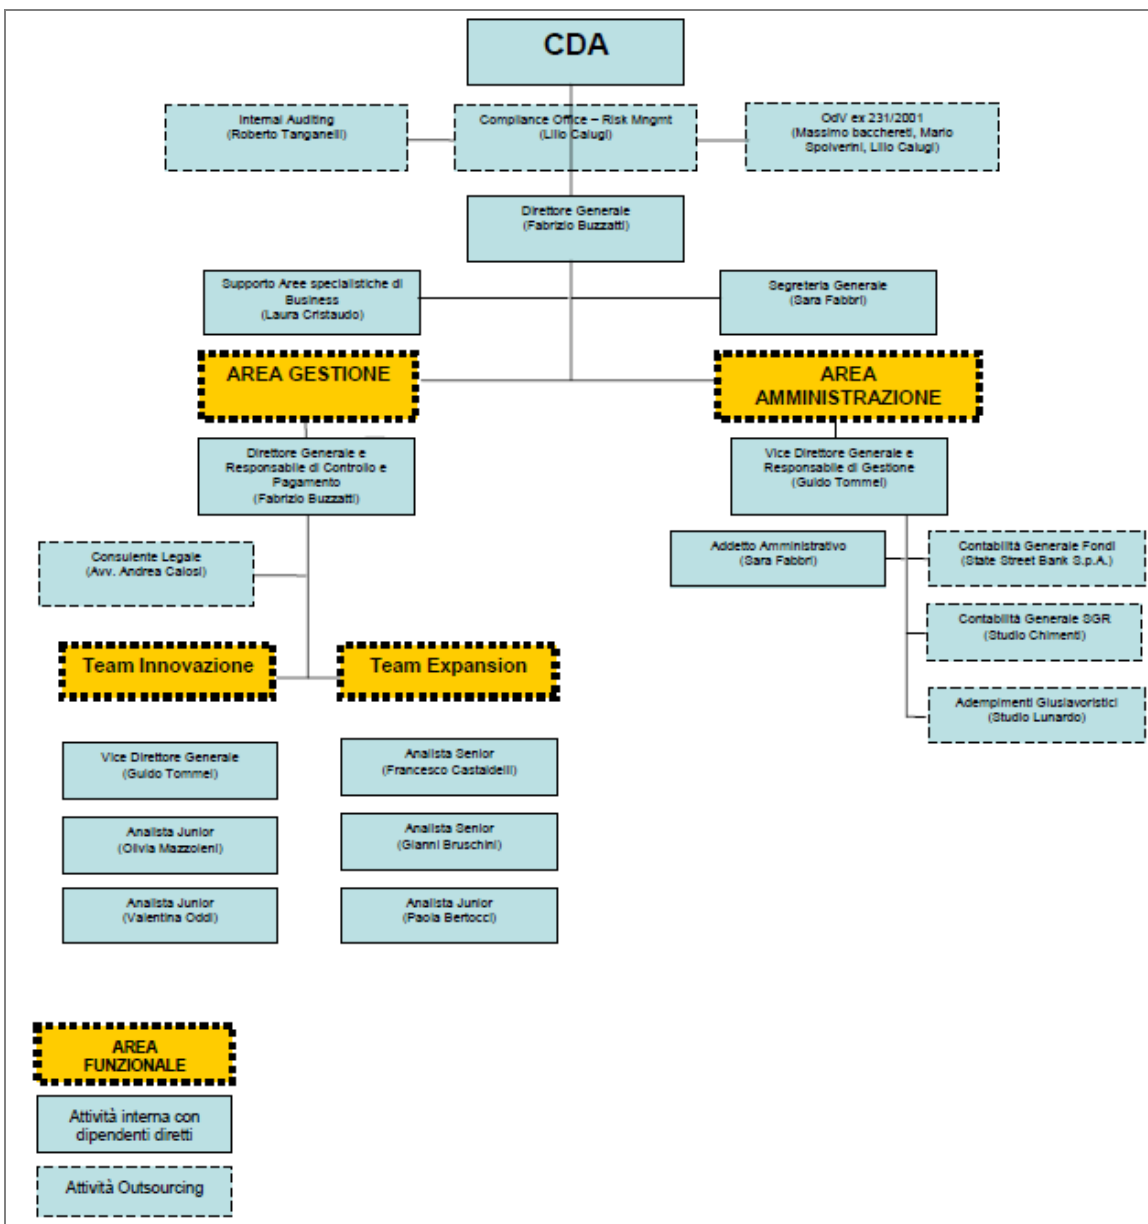 CDA
Internal Auditing
(Roberto Tanganelli)
Compliance Office – Risk Mngmt
(Lilio Calugi)
OdV ex 231/2001
(Massimo bacchereti, Mario
Spolverini, Lilio Calugi)
Direttore Generale
(Fabrizio Buzzatti)
Supporto Aree specialistiche di
Business
(Laura Cristaudo)
Segreteria Generale
(Sara Fabbri)
AREA GESTIONE
AREA
AMMINISTRAZIONE
Direttore Generale e
Responsabile di Controllo e
Pagamento
(Fabrizio Buzzatti)
Vice Direttore Generale e
Responsabile di Gestione
(Guido Tommei)
Consulente Legale
(Avv. Andrea Calosi)
Addetto Amministrativo
(Sara Fabbri)
Contabilità Generale Fondi
(State Street Bank S.p.A.)
Contabilità Generale SGR
(Studio Chimenti)
Adempimenti Giuslavoristici
(Studio Lunardo)
Team Innovazione
Team Expansion
Vice Direttore Generale
(Guido Tommei)
Analista Senior
(Francesco Castaldelli)
Analista Junior
(Olivia Mazzoleni)
Analista Senior
(Gianni Bruschini)
Analista Junior
(Valentina Oddi)
Analista Junior
(Paola Bertocci)
AREA
FUNZIONALE
Attività interna con
dipendenti diretti
Attività Outsourcing